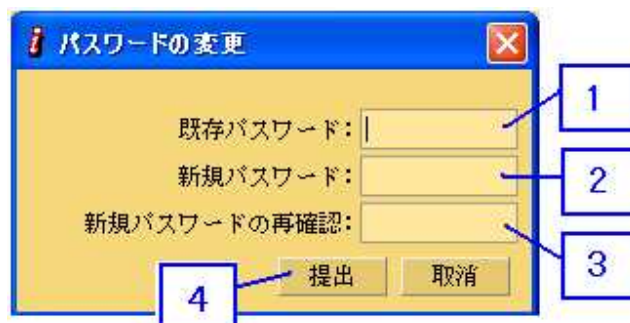 パスワードの変更
既存パスワード: 1
新規パスワード: 2
新規パスワードの再確認: 3
4 提出 取消